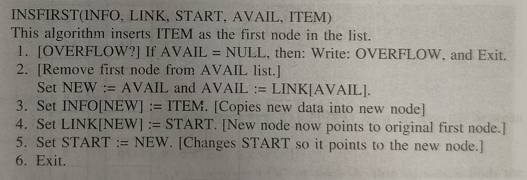 INSFIRST(INFO, LINK, START, AVAIL, ITEM)
This algorithm inserts ITEM as the first node in the list.
1. [OVERFLOW?] If AVAIL = NULL, then: Write: OVERFLOW, and Exit.
2. [Remove first node from AVAIL list.]
Set NEW := AVAIL and AVAIL := LINK[AVAIL].
3. Set INFO[NEW] := ITEM. [Copies new data into new node]
4. Set LINK[NEW] := START. [New node now points to original first node.]
5. Set START := NEW. [Changes START so it points to the new node.]
6. Exit.